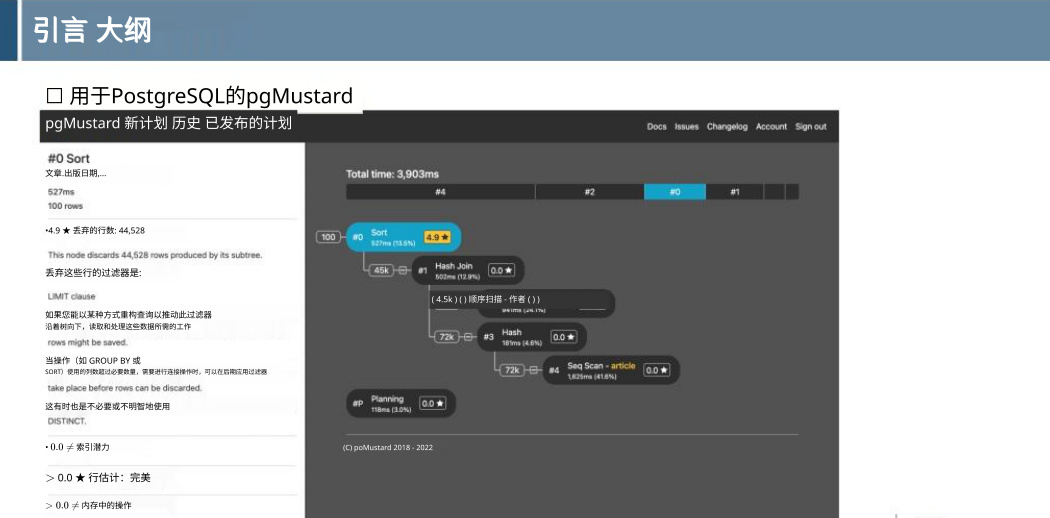 引言 大纲
☐ 用于PostgreSQL的pgMustard
pgMustard 新计划 历史 已发布的计划
Docs Issues Changelog Account Sign out
#0 Sort
文章.出版日期,...
527ms
100 rows
•4.9 ★ 丢弃的行数: 44,528
This node discards 44,528 rows produced by its subtree.
丢弃这些行的过滤器是:
LIMIT clause
如果您能以某种方式重构查询以推动此过滤器
沿着树向下，读取和处理这些数据所需的工作
rows might be saved.
当操作（如 GROUP BY 或
SORT）使用的列数超过必要数量，需要进行连接操作时，可以在后期应用过滤器
take place before rows can be discarded.
这有时也是不必要或不明智地使用
DISTINCT.
• 0.0 ≠ 索引潜力
> 0.0 ★ 行估计：完美
> 0.0 ≠ 内存中的操作
Total time: 3,903ms
#4 #2 #0 #1
100 #0 Sort 4.9 ★
527ms (13.5%)
45k #1 Hash Join 0.0 ★
502ms (12.9%)
( 4.5k ) ( ) 顺序扫描 - 作者 ( ) )
941ms (24.1%)
72k #3 Hash 0.0 ★
181ms (4.6%)
72k #4 Seq Scan - article 0.0 ★
1,625ms (41.6%)
#P Planning 0.0 ★
118ms (3.0%)
(C) poMustard 2018 - 2022